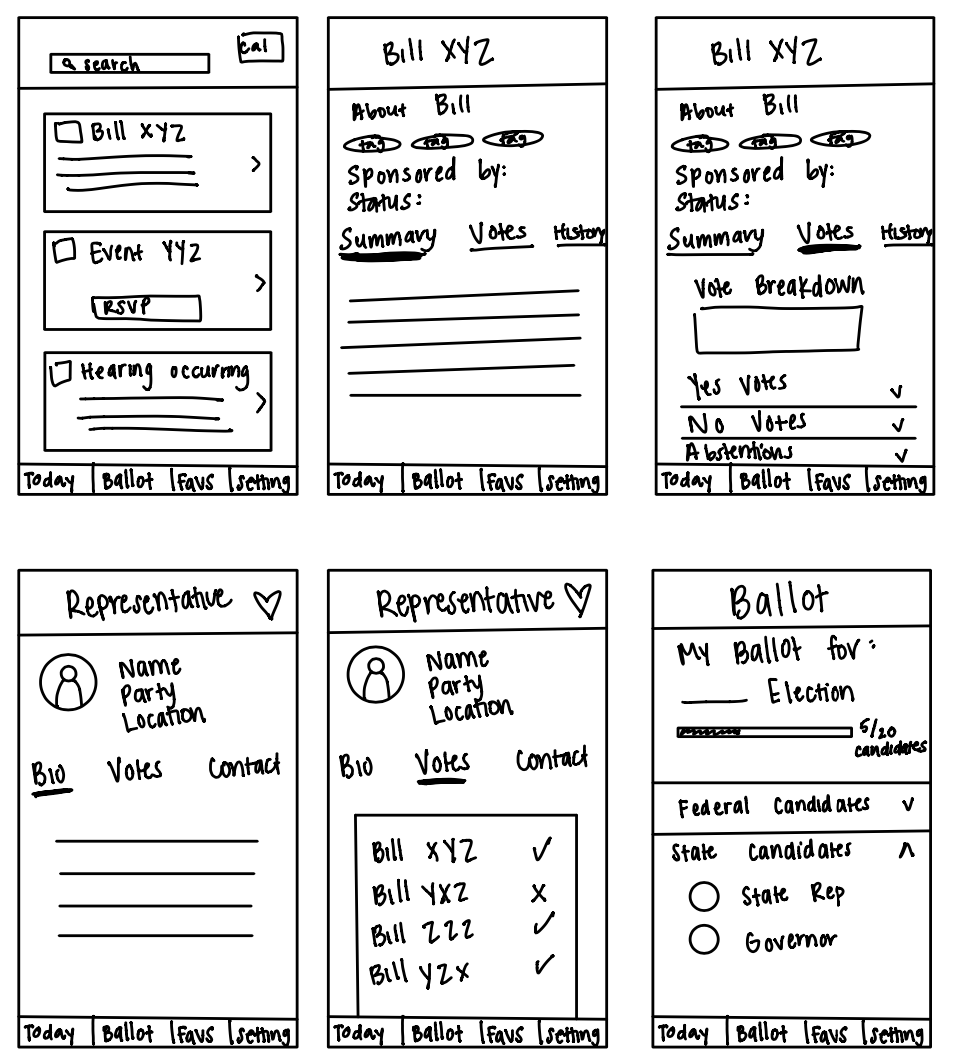 search
cal
Bill XYZ
Event YYZ
RSVP
Hearing occurring
Today Ballot Favs Setting
Bill XYZ
About Bill
tag tag tag
Sponsored by:
Status:
Summary Votes History
Today Ballot Favs Setting
Bill XYZ
About Bill
tag tag tag
Sponsored by:
Status:
Summary Votes History
Vote Breakdown
Yes Votes
No Votes
Abstentions
Today Ballot Favs Setting
Representative
Name
Party
Location
Bio Votes Contact
Today Ballot Favs Setting
Representative
Name
Party
Location
Bio Votes Contact
Bill XYZ ✓
Bill YXZ X
Bill ZZZ ✓
Bill YZX ✓
Today Ballot Favs Setting
Ballot
My Ballot for:
____ Election
5/20
candidates
Federal Candidates
State Candidates
State Rep
Governor
Today Ballot Favs Setting